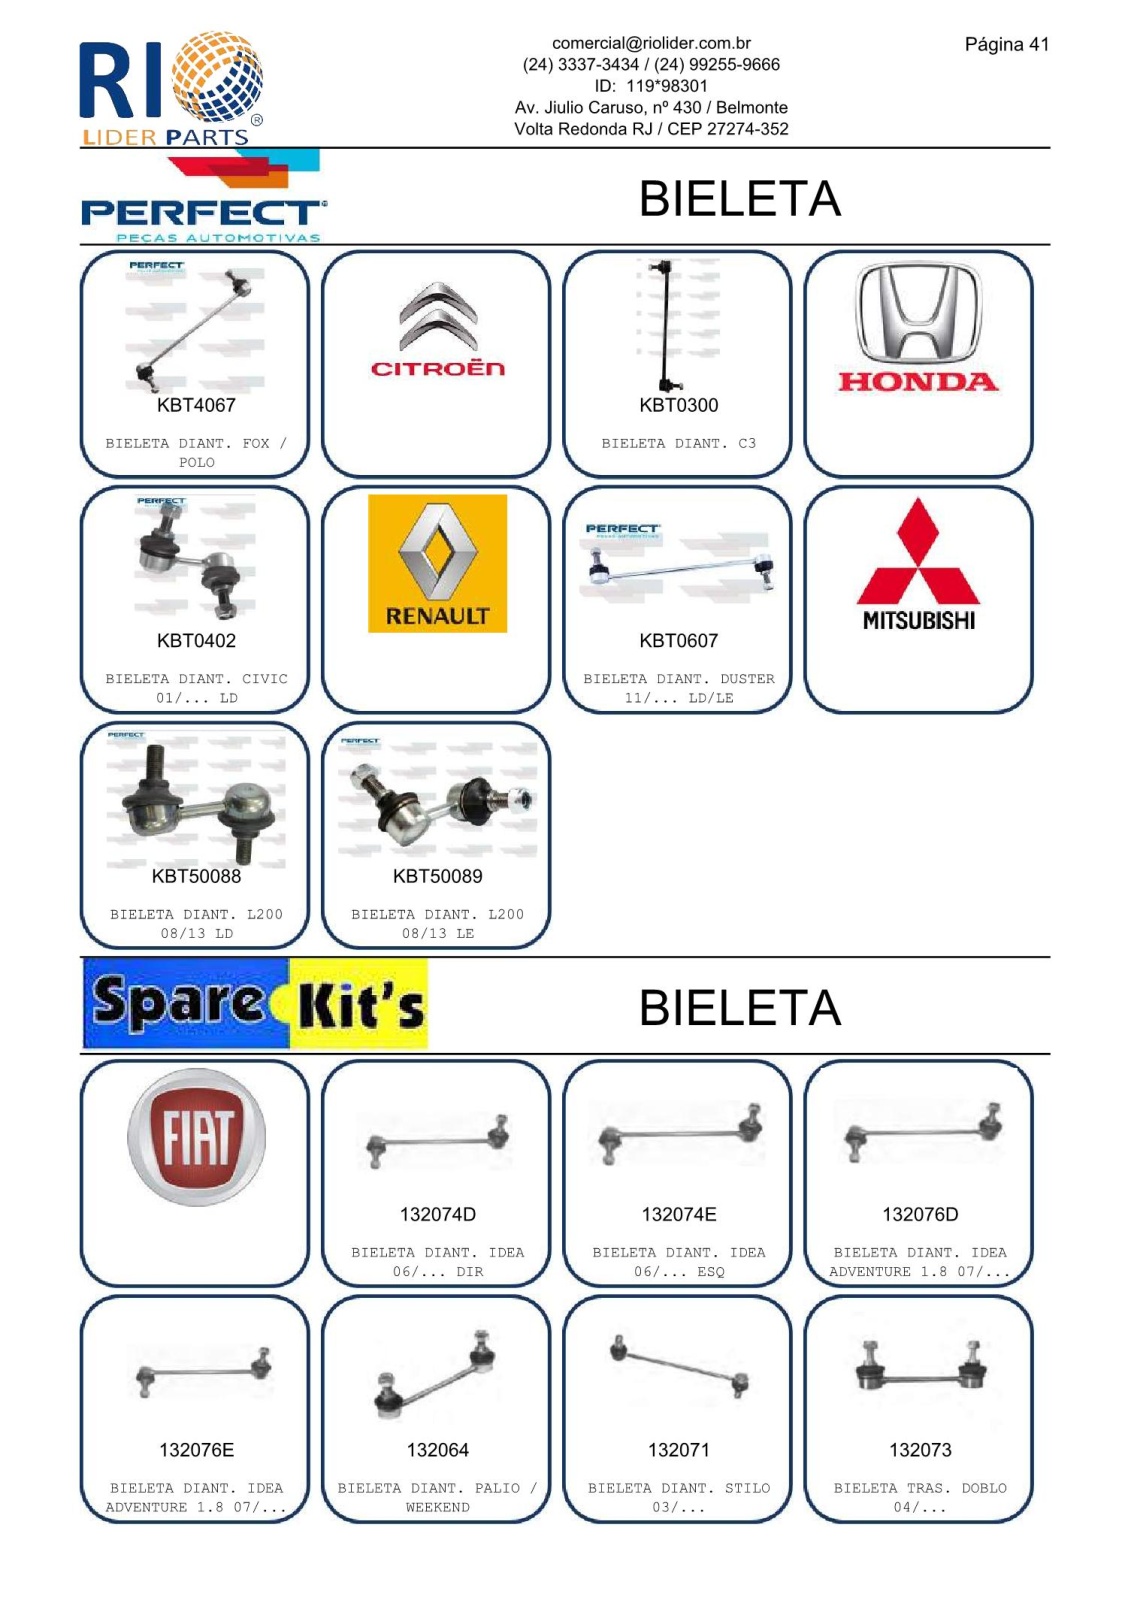 RIO
LIDER PARTS
®
comercial@riolider.com.br
(24) 3337-3434 / (24) 99255-9666
ID:  119*98301
Av. Jiulio Caruso, nº 430 / Belmonte
Volta Redonda RJ / CEP 27274-352
Página 41
PERFECT
PEÇAS AUTOMOTIVAS
BIELETA
PERFECT
KBT4067
BIELETA DIANT. FOX /
POLO
CITROËN
KBT0300
BIELETA DIANT. C3
HONDA
PERFECT
KBT0402
BIELETA DIANT. CIVIC
01/... LD
RENAULT
PERFECT
PEÇAS AUTOMOTIVAS
KBT0607
BIELETA DIANT. DUSTER
11/... LD/LE
MITSUBISHI
PERFECT
KBT50088
BIELETA DIANT. L200
08/13 LD
PERFECT
KBT50089
BIELETA DIANT. L200
08/13 LE
Spare Kit's
BIELETA
FIAT
132074D
BIELETA DIANT. IDEA
06/... DIR
132074E
BIELETA DIANT. IDEA
06/... ESQ
132076D
BIELETA DIANT. IDEA
ADVENTURE 1.8 07/...
132076E
BIELETA DIANT. IDEA
ADVENTURE 1.8 07/...
132064
BIELETA DIANT. PALIO /
WEEKEND
132071
BIELETA DIANT. STILO
03/...
132073
BIELETA TRAS. DOBLO
04/...